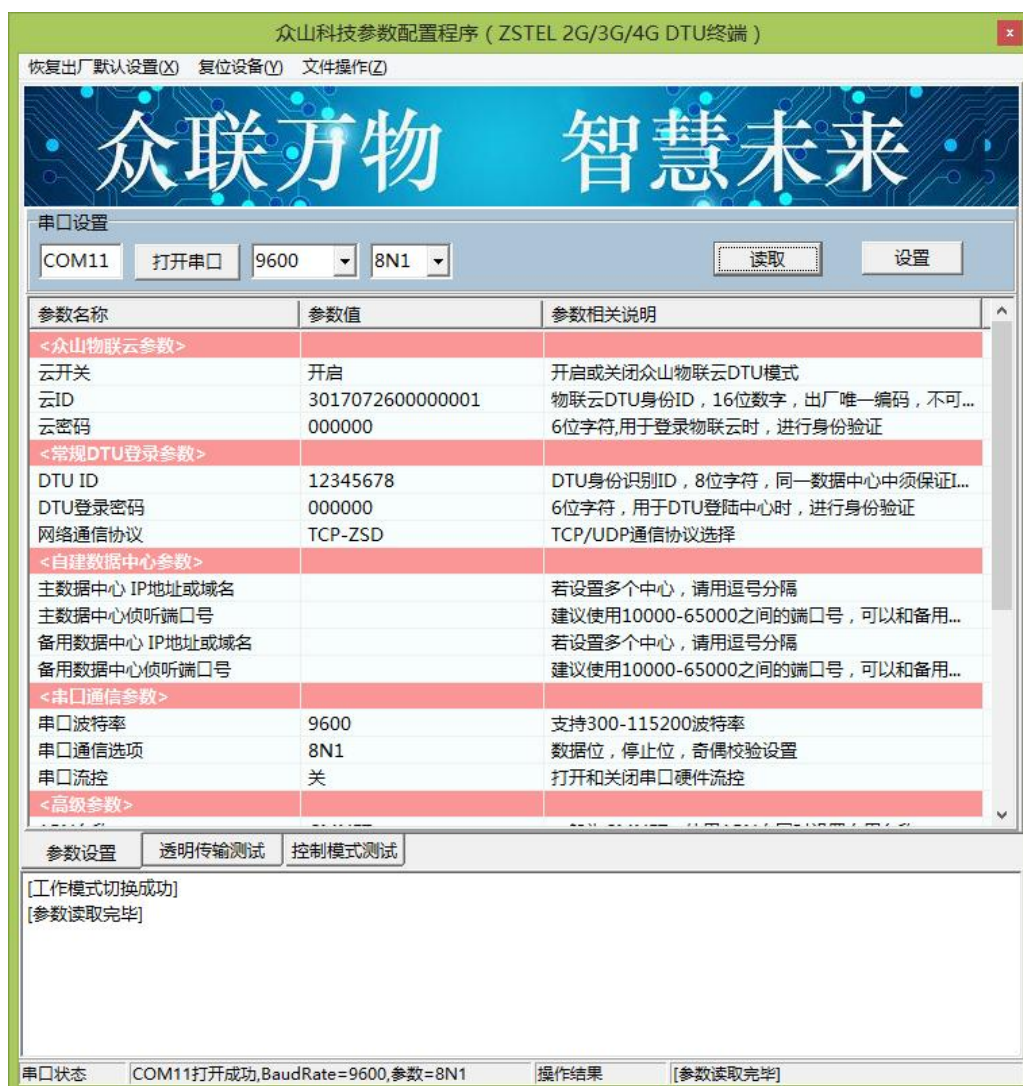 众山科技参数配置程序（ZSTEL 2G/3G/4G DTU终端）
x
恢复出厂默认设置(X) 复位设备(Y) 文件操作(Z)
众联万物 智慧未来
串口设置
COM11 打开串口 9600 8N1 读取 设置
参数名称 参数值 参数相关说明
<众山物联云参数>
云开关 开启 开启或关闭众山物联云DTU模式
云ID 3017072600000001 物联云DTU身份ID，16位数字，出厂唯一编码，不可...
云密码 000000 6位字符,用于登录物联云时，进行身份验证
<常规DTU登录参数>
DTU ID 12345678 DTU身份识别ID，8位字符，同一数据中心中须保证I...
DTU登录密码 000000 6位字符，用于DTU登陆中心时，进行身份验证
网络通信协议 TCP-ZSD TCP/UDP通信协议选择
<自建数据中心参数>
主数据中心 IP地址或域名 若设置多个中心，请用逗号分隔
主数据中心侦听端口号 建议使用10000-65000之间的端口号，可以和备用...
备用数据中心 IP地址或域名 若设置多个中心，请用逗号分隔
备用数据中心侦听端口号 建议使用10000-65000之间的端口号，可以和备用...
<串口通信参数>
串口波特率 9600 支持300-115200波特率
串口通信选项 8N1 数据位，停止位，奇偶校验设置
串口流控 关 打开和关闭串口硬件流控
<高级参数>
参数设置 透明传输测试 控制模式测试
[工作模式切换成功]
[参数读取完毕]
串口状态 COM11打开成功,BaudRate=9600,参数=8N1 操作结果 [参数读取完毕]